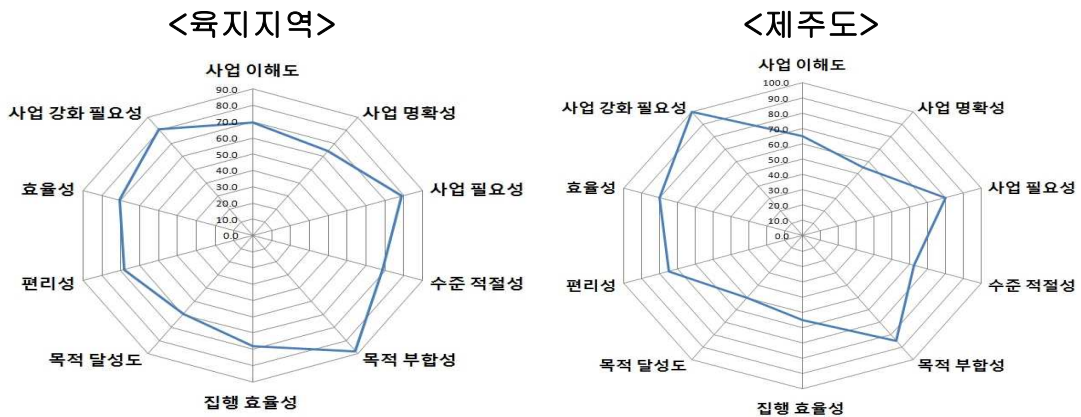 <육지지역>
사업 이해도
사업 강화 필요성
사업 명확성
90.0
80.0
70.0
60.0
50.0
40.0
30.0
20.0
10.0
0.0
효율성
사업 필요성
편리성
수준 적절성
목적 달성도
목적 부합성
집행 효율성
<제주도>
사업 이해도
사업 강화 필요성
사업 명확성
100.0
90.0
80.0
70.0
60.0
50.0
40.0
30.0
20.0
10.0
0.0
효율성
사업 필요성
편리성
수준 적절성
목적 달성도
목적 부합성
집행 효율성